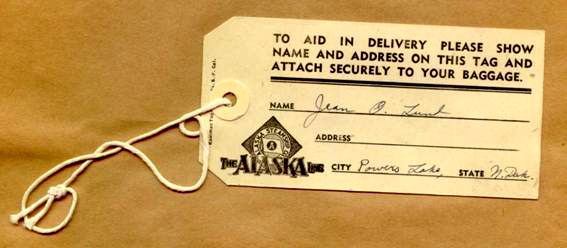 TO AID IN DELIVERY PLEASE SHOW
NAME AND ADDRESS ON THIS TAG AND
ATTACH SECURELY TO YOUR BAGGAGE.
NAME Jean O. Lund
ADDRESS
ALASKA STEAMSHIP CO
A
THE ALASKA LINE
CITY Powers Lake, STATE N. Dak.